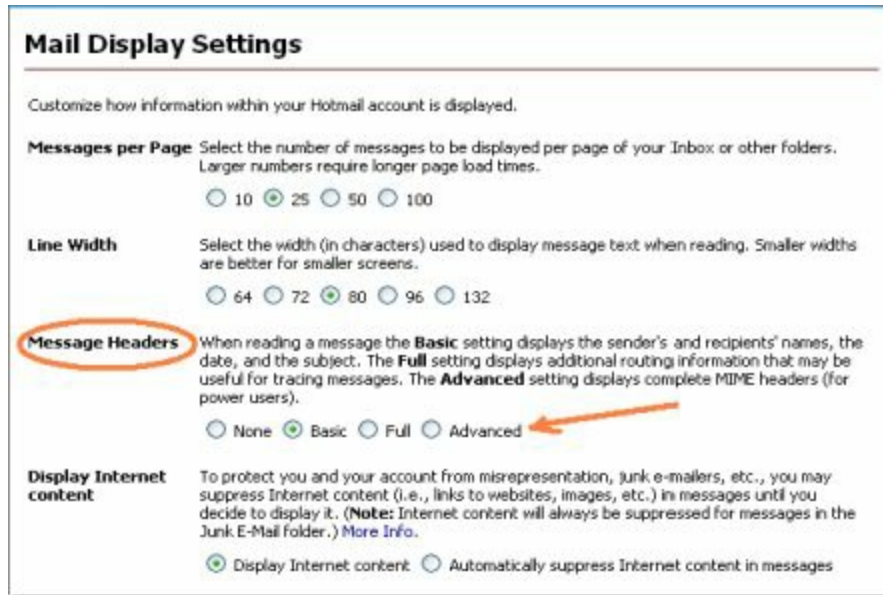 Mail Display Settings
Customize how information within your Hotmail account is displayed.
Messages per Page Select the number of messages to be displayed per page of your Inbox or other folders.
Larger numbers require longer page load times.
10 25 50 100
Line Width Select the width (in characters) used to display message text when reading. Smaller widths
are better for smaller screens.
64 72 80 96 132
Message Headers When reading a message the Basic setting displays the sender's and recipients' names, the
date, and the subject. The Full setting displays additional routing information that may be
useful for tracing messages. The Advanced setting displays complete MIME headers (for
power users).
None Basic Full Advanced
Display Internet To protect you and your account from misrepresentation, junk e-mailers, etc., you may
content suppress Internet content (i.e., links to websites, images, etc.) in messages until you
decide to display it. (Note: Internet content will always be suppressed for messages in the
Junk E-Mail folder.) More Info.
Display Internet content Automatically suppress Internet content in messages